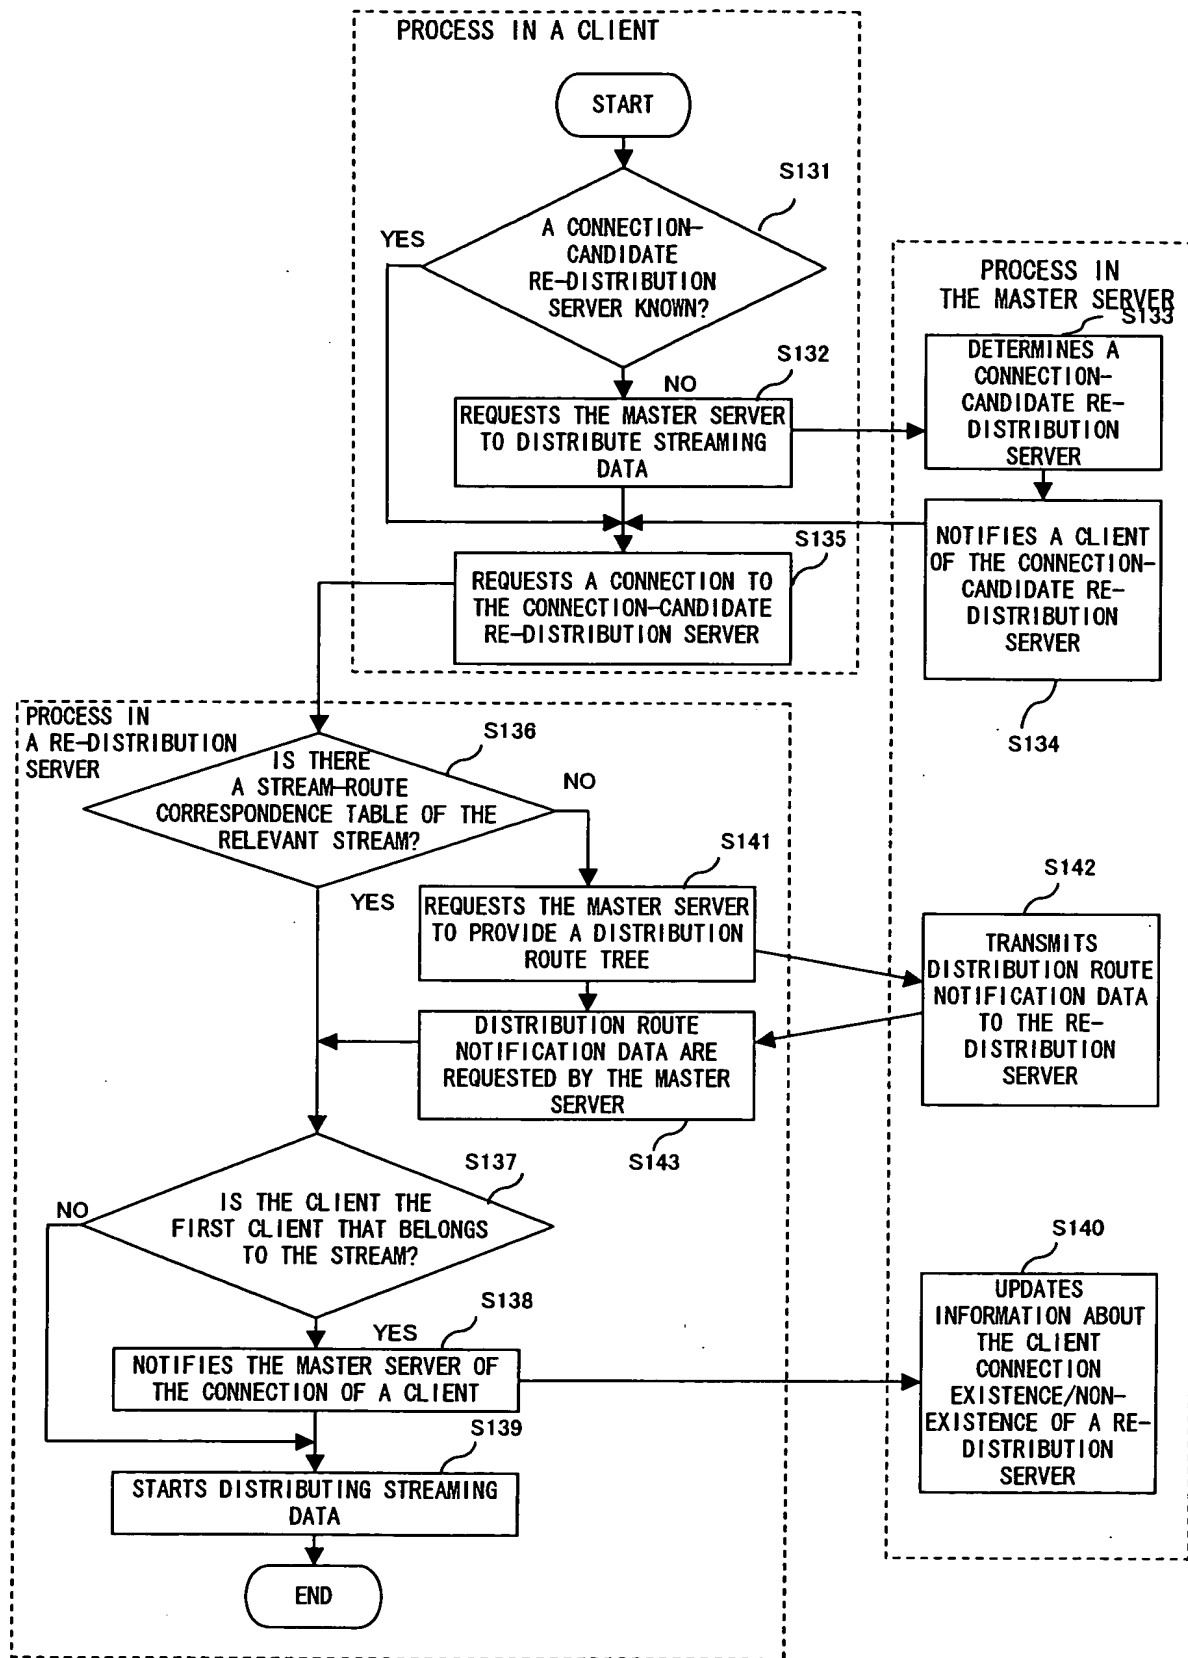 PROCESS IN A CLIENT
START
S131
A CONNECTION-
CANDIDATE
RE-DISTRIBUTION
SERVER KNOWN?
YES
NO
S132
REQUESTS THE MASTER SERVER
TO DISTRIBUTE STREAMING
DATA
PROCESS IN
THE MASTER SERVER
S133
DETERMINES A
CONNECTION-
CANDIDATE RE-
DISTRIBUTION
SERVER
NOTIFIES A CLIENT
OF THE CONNECTION-
CANDIDATE RE-
DISTRIBUTION
SERVER
S134
S135
REQUESTS A CONNECTION TO
THE CONNECTION-CANDIDATE
RE-DISTRIBUTION SERVER
PROCESS IN
A RE-DISTRIBUTION
SERVER
S136
IS THERE
A STREAM-ROUTE
CORRESPONDENCE TABLE OF THE
RELEVANT STREAM?
NO
YES
S141
REQUESTS THE MASTER SERVER
TO PROVIDE A DISTRIBUTION
ROUTE TREE
S142
TRANSMITS
DISTRIBUTION ROUTE
NOTIFICATION DATA
TO THE RE-
DISTRIBUTION
SERVER
DISTRIBUTION ROUTE
NOTIFICATION DATA ARE
REQUESTED BY THE MASTER
SERVER
S143
S137
IS THE CLIENT THE
FIRST CLIENT THAT BELONGS
TO THE STREAM?
NO
YES
S138
NOTIFIES THE MASTER SERVER OF
THE CONNECTION OF A CLIENT
S140
UPDATES
INFORMATION ABOUT
THE CLIENT
CONNECTION
EXISTENCE/NON-
EXISTENCE OF A RE-
DISTRIBUTION
SERVER
S139
STARTS DISTRIBUTING STREAMING
DATA
END